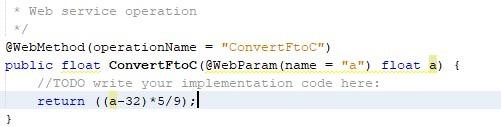 * Web service operation
*/
@WebMethod(operationName = "ConvertFtoC")
public float ConvertFtoC(@WebParam(name = "a") float a) {
//TODO write your implementation code here:
return ((a-32)*5/9);
}